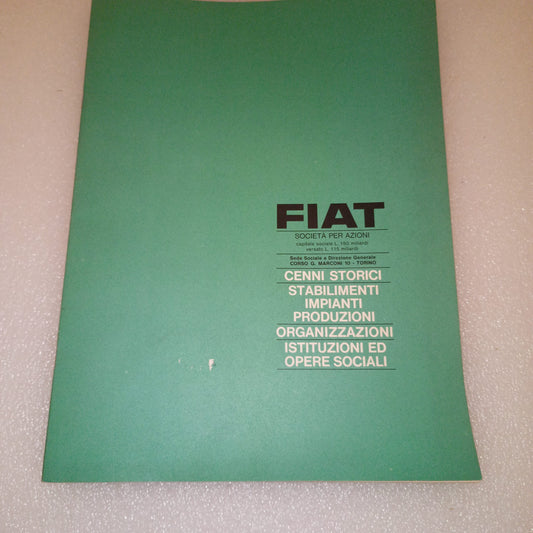 FIAT
SOCIETÀ PER AZIONI
capitale sociale L. 150 miliardi
versato L. 115 miliardi
Sede Sociale e Direzione Generale
CORSO G. MARCONI 10 - TORINO
CENNI STORICI
STABILIMENTI
IMPIANTI
PRODUZIONI
ORGANIZZAZIONI
ISTITUZIONI ED
OPERE SOCIALI